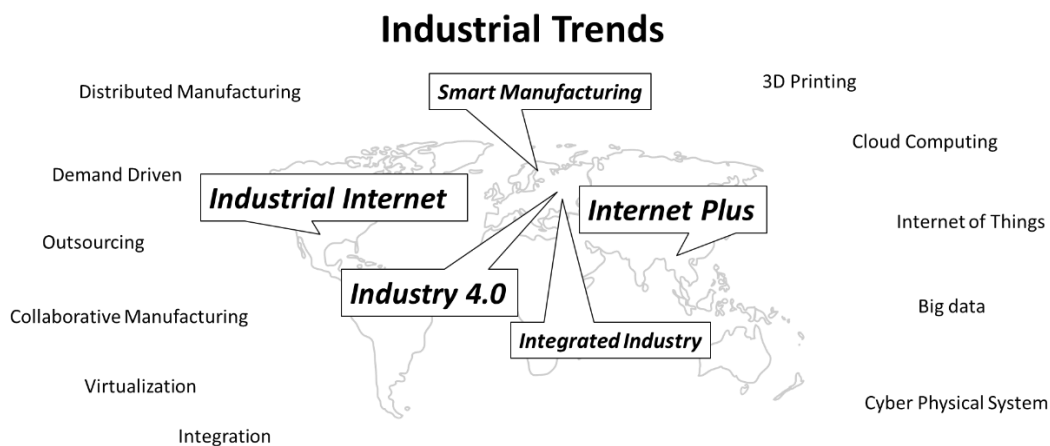 Industrial Trends
Distributed Manufacturing
Smart Manufacturing
3D Printing
Cloud Computing
Demand Driven
Industrial Internet
Internet Plus
Internet of Things
Outsourcing
Industry 4.0
Big data
Collaborative Manufacturing
Integrated Industry
Virtualization
Cyber Physical System
Integration